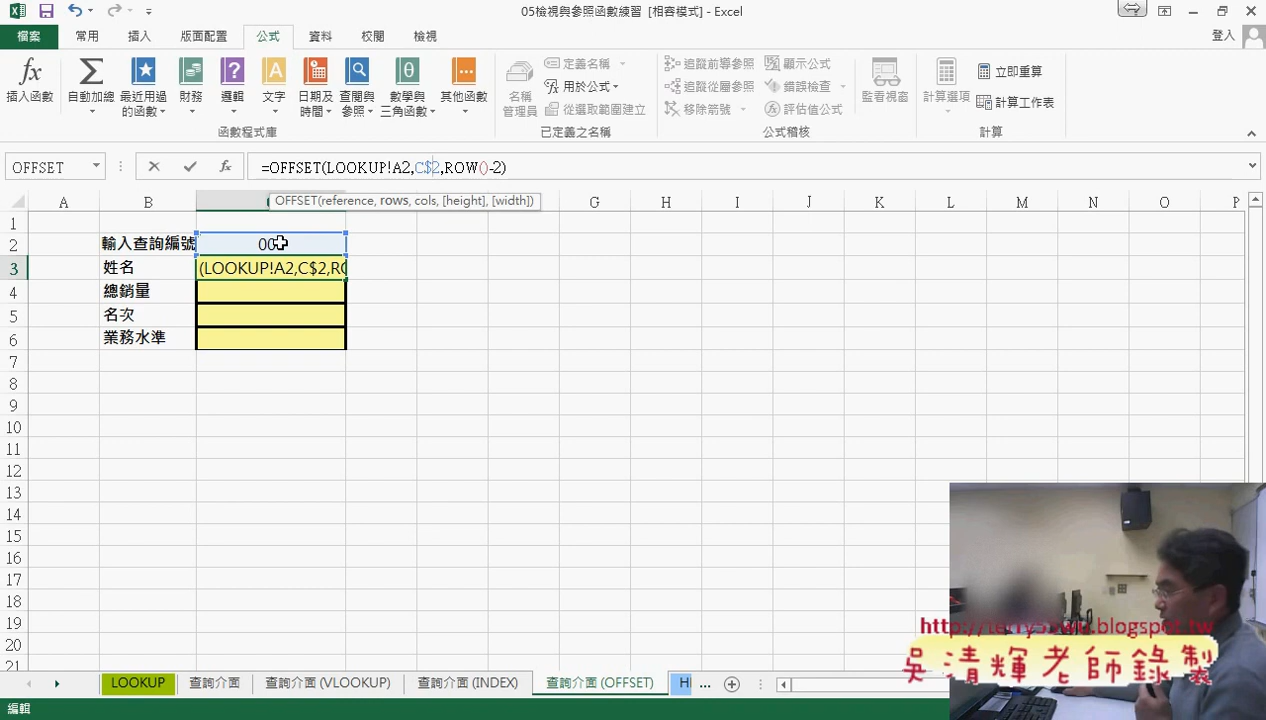 05檢視與參照函數練習 [相容模式] - Excel
檔案 常用 插入 版面配置 公式 資料 校閱 檢視 登入
插入函數 自動加總 最近用過的函數 財務 邏輯 文字 日期及時間 查閱與參照 數學與三角函數 其他函數
函數程式庫
名稱管理員 定義名稱 用於公式 從選取範圍建立
已定義之名稱
追蹤前導參照 追蹤從屬參照 移除箭號 顯示公式 錯誤檢查 評估值公式
公式稽核
監看視窗
計算選項 立即重算 計算工作表
計算
OFFSET fx =OFFSET(LOOKUP!A2,C$2,ROW()-2)
OFFSET(reference, rows, cols, [height], [width])
A B G H I J K L M N O P
1
2 輸入查詢編號 00
3 姓名 (LOOKUP!A2,C$2,RO
4 總銷量
5 名次
6 業務水準
7
8
9
10
11
12
13
14
15
16
17
18
19
20
21
http://terry55wu.blogspot.tw
吳清輝老師錄製
LOOKUP 查詢介面 查詢介面 (VLOOKUP) 查詢介面 (INDEX) 查詢介面 (OFFSET) ...
編輯